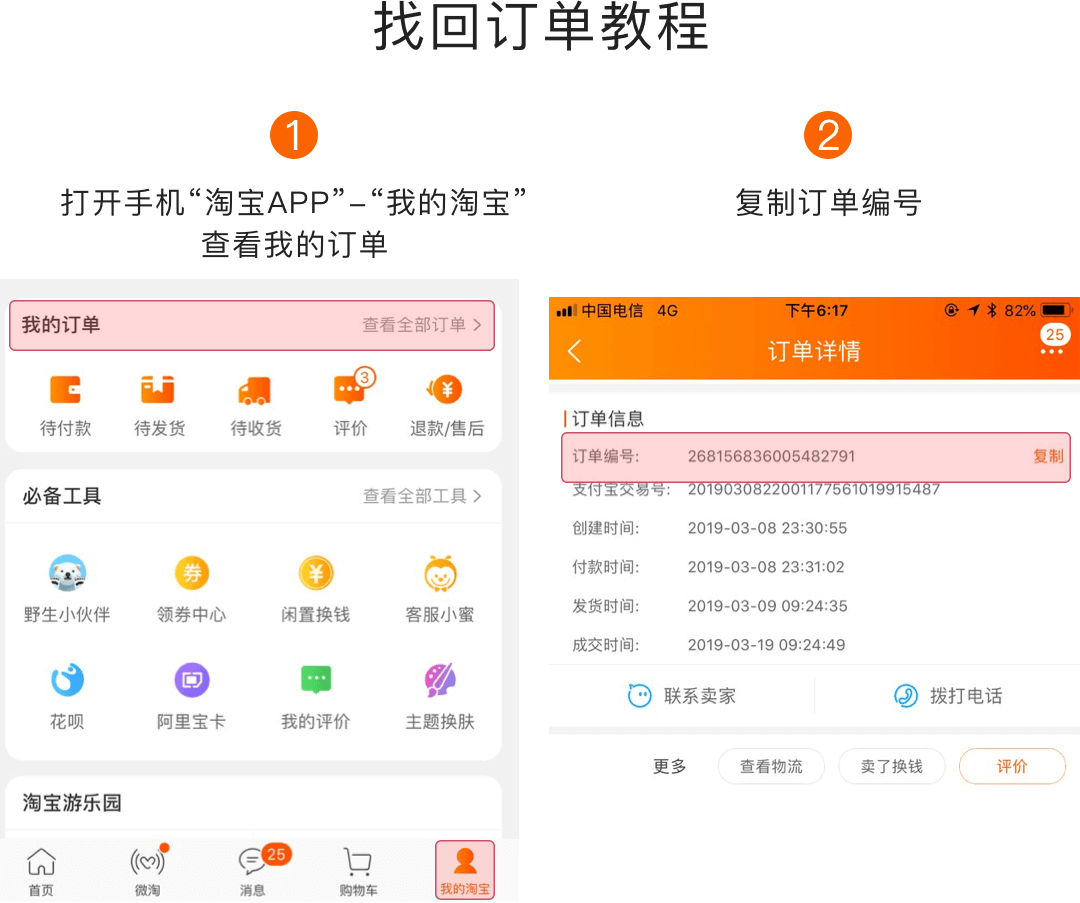 找回订单教程
1
打开手机“淘宝APP”–“我的淘宝”
查看我的订单
我的订单 查看全部订单
3
待付款 待发货 待收货 评价 退款/售后
必备工具 查看全部工具
券
野生小伙伴 领券中心 闲置换钱 客服小蜜
花呗 阿里宝卡 我的评价 主题换肤
淘宝游乐园
25
首页 微淘 消息 购物车 我的淘宝
2
复制订单编号
中国电信 4G 下午6:17 82%
订单详情 25
订单信息
订单编号: 268156836005482791 复制
支付宝交易号: 2019030822001177561019915487
创建时间: 2019-03-08 23:30:55
付款时间: 2019-03-08 23:31:02
发货时间: 2019-03-09 09:24:35
成交时间: 2019-03-19 09:24:49
联系卖家 拨打电话
更多 查看物流 卖了换钱 评价